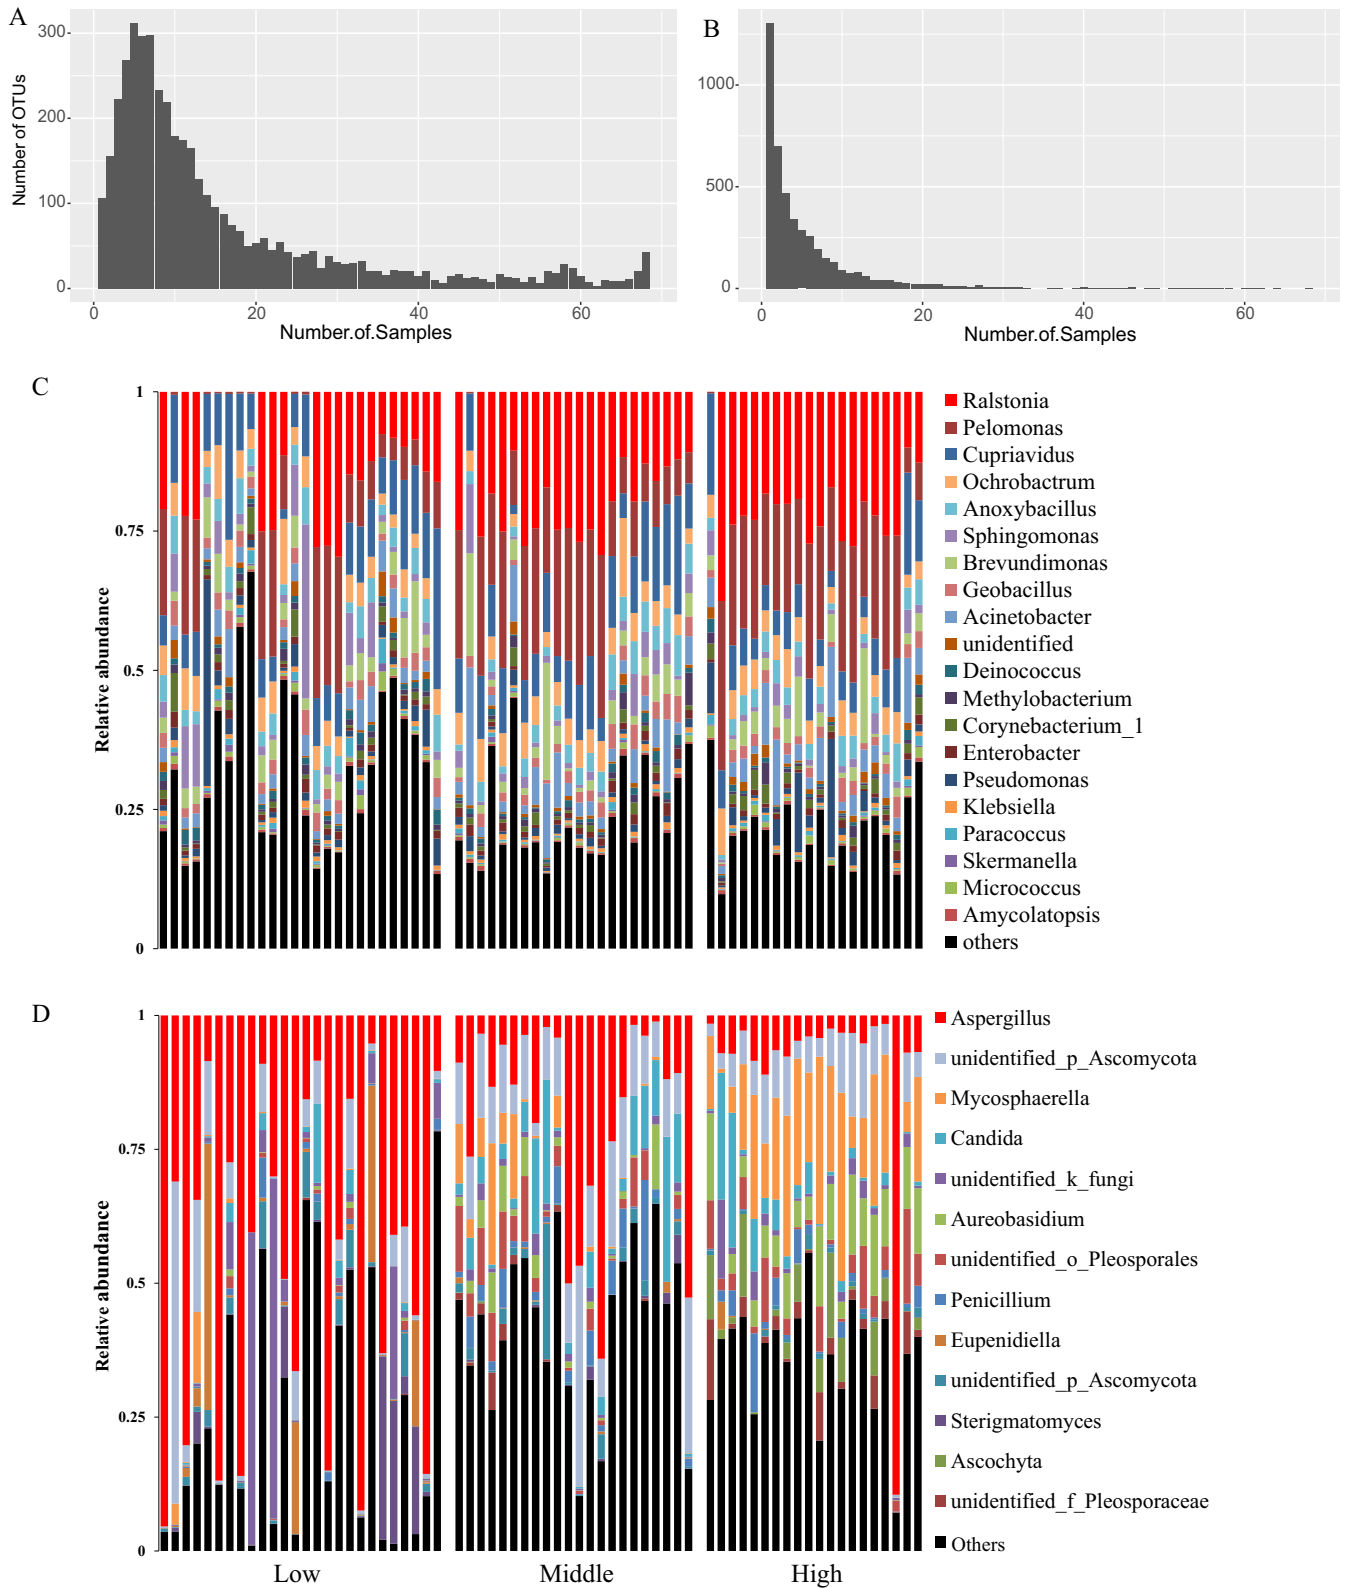 A
B
300
200
100
0
Number of OTUs
0
20
40
60
Number.of.Samples
1000
500
0
0
20
40
60
Number.of.Samples
C
1
0.75
0.5
0.25
0
Relative abundance
Ralstonia
Pelomonas
Cupriavidus
Ochrobactrum
Anoxybacillus
Sphingomonas
Brevundimonas
Geobacillus
Acinetobacter
unidentified
Deinococcus
Methylobacterium
Corynebacterium_1
Enterobacter
Pseudomonas
Klebsiella
Paracoccus
Skermanella
Micrococcus
Amycolatopsis
others
D
1
0.75
0.5
0.25
0
Relative abundance
Aspergillus
unidentified_p_Ascomycota
Mycosphaerella
Candida
unidentified_k_fungi
Aureobasidium
unidentified_o_Pleosporales
Penicillium
Eupenidiella
unidentified_p_Ascomycota
Sterigmatomyces
Ascochyta
unidentified_f_Pleosporaceae
Others
Low
Middle
High